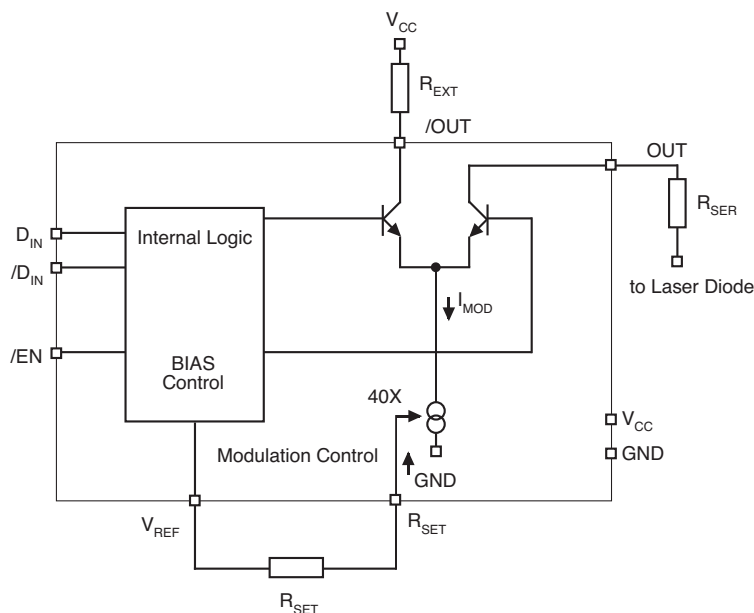 V_CC
R_EXT
/OUT
OUT
R_SER
to Laser Diode
D_IN
/D_IN
/EN
Internal Logic
BIAS
Control
I_MOD
40X
Modulation Control
GND
V_CC
GND
V_REF
R_SET
R_SET